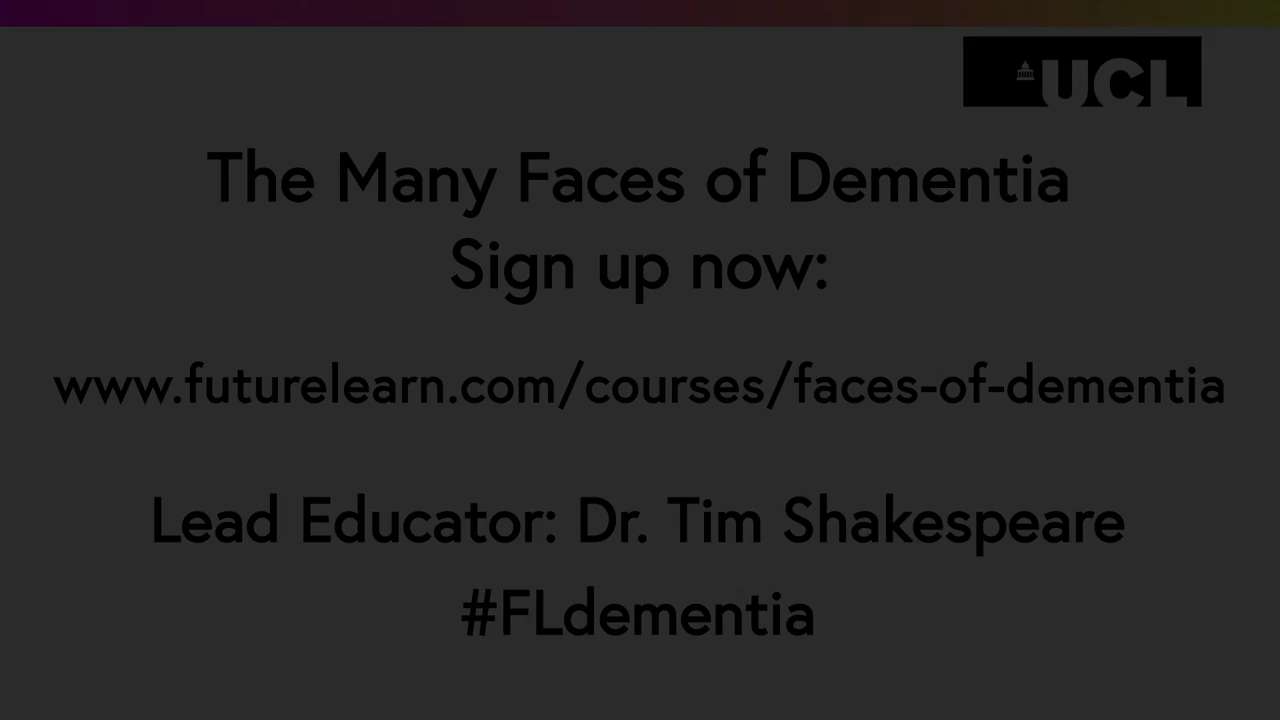 UCL
The Many Faces of Dementia
Sign up now:
www.futurelearn.com/courses/faces-of-dementia
Lead Educator: Dr. Tim Shakespeare
#FLdementia